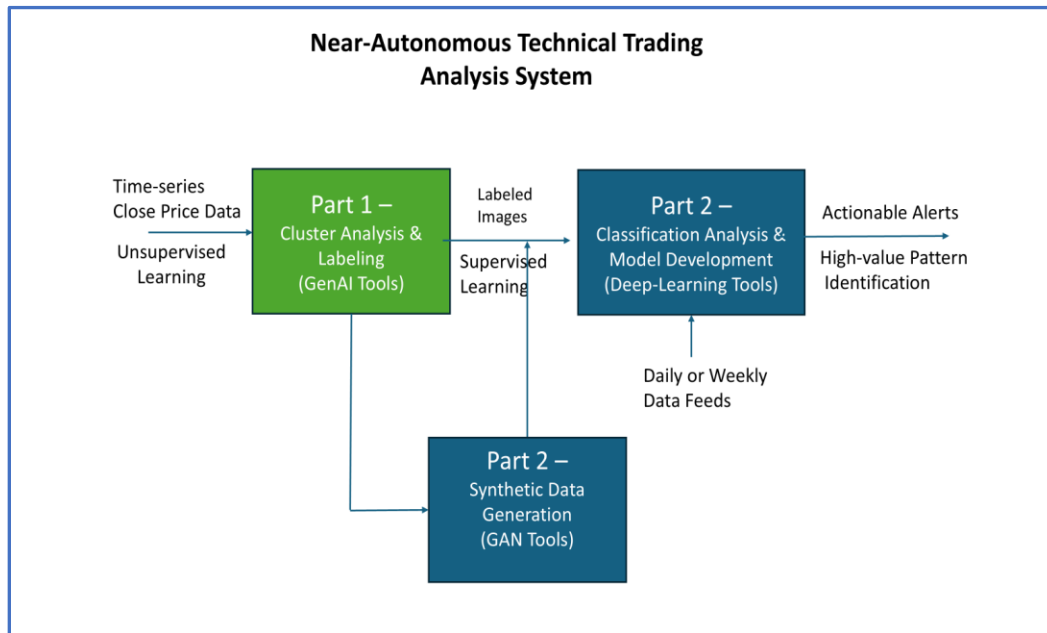 Near-Autonomous Technical Trading
Analysis System
Time-series
Close Price Data
Unsupervised
Learning
Part 1 –
Cluster Analysis &
Labeling
(GenAI Tools)
Labeled
Images
Supervised
Learning
Part 2 –
Classification Analysis &
Model Development
(Deep-Learning Tools)
Actionable Alerts
High-value Pattern
Identification
Daily or Weekly
Data Feeds
Part 2 –
Synthetic Data
Generation
(GAN Tools)